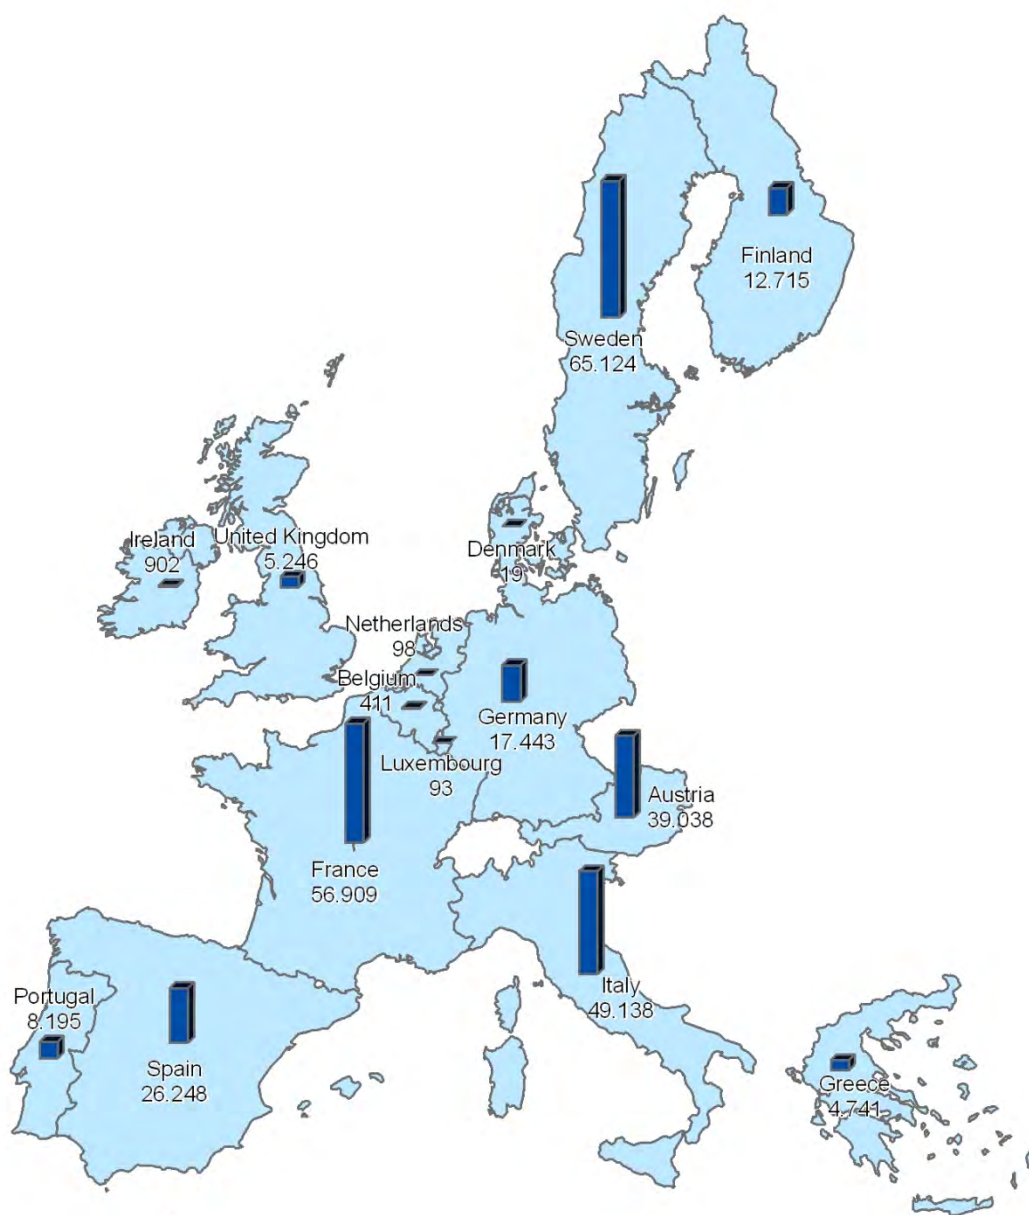 Finland
12.715
Sweden
65.124
Ireland
902
United Kingdom
5.246
Denmark
19
Netherlands
98
Belgium
411
Germany
17.443
Luxembourg
93
Austria
39.038
France
56.909
Italy
49.138
Portugal
8.195
Spain
26.248
Greece
4.741